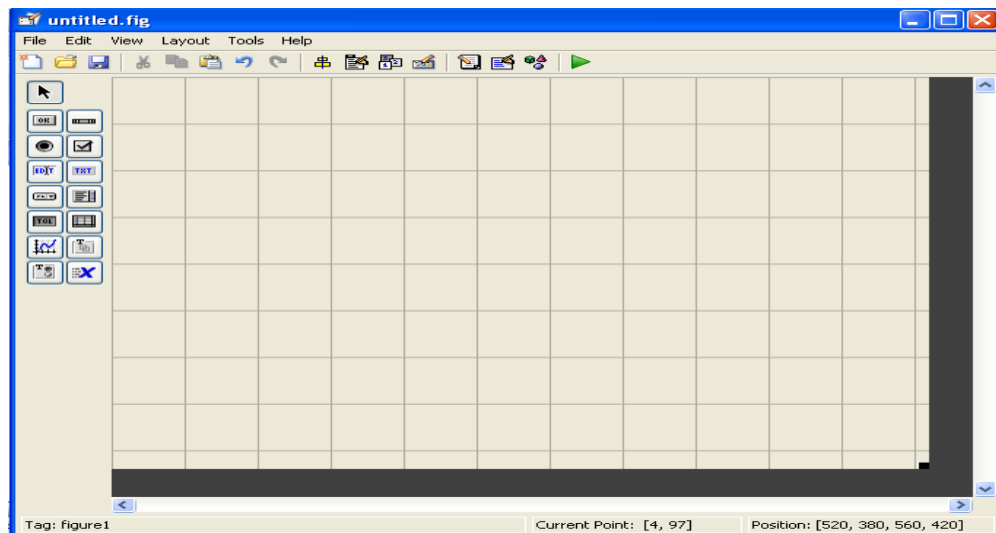 untitled.fig
File Edit View Layout Tools Help
OK
EDIT TXT
TGL
Tag: figure1 Current Point: [4, 97] Position: [520, 380, 560, 420]